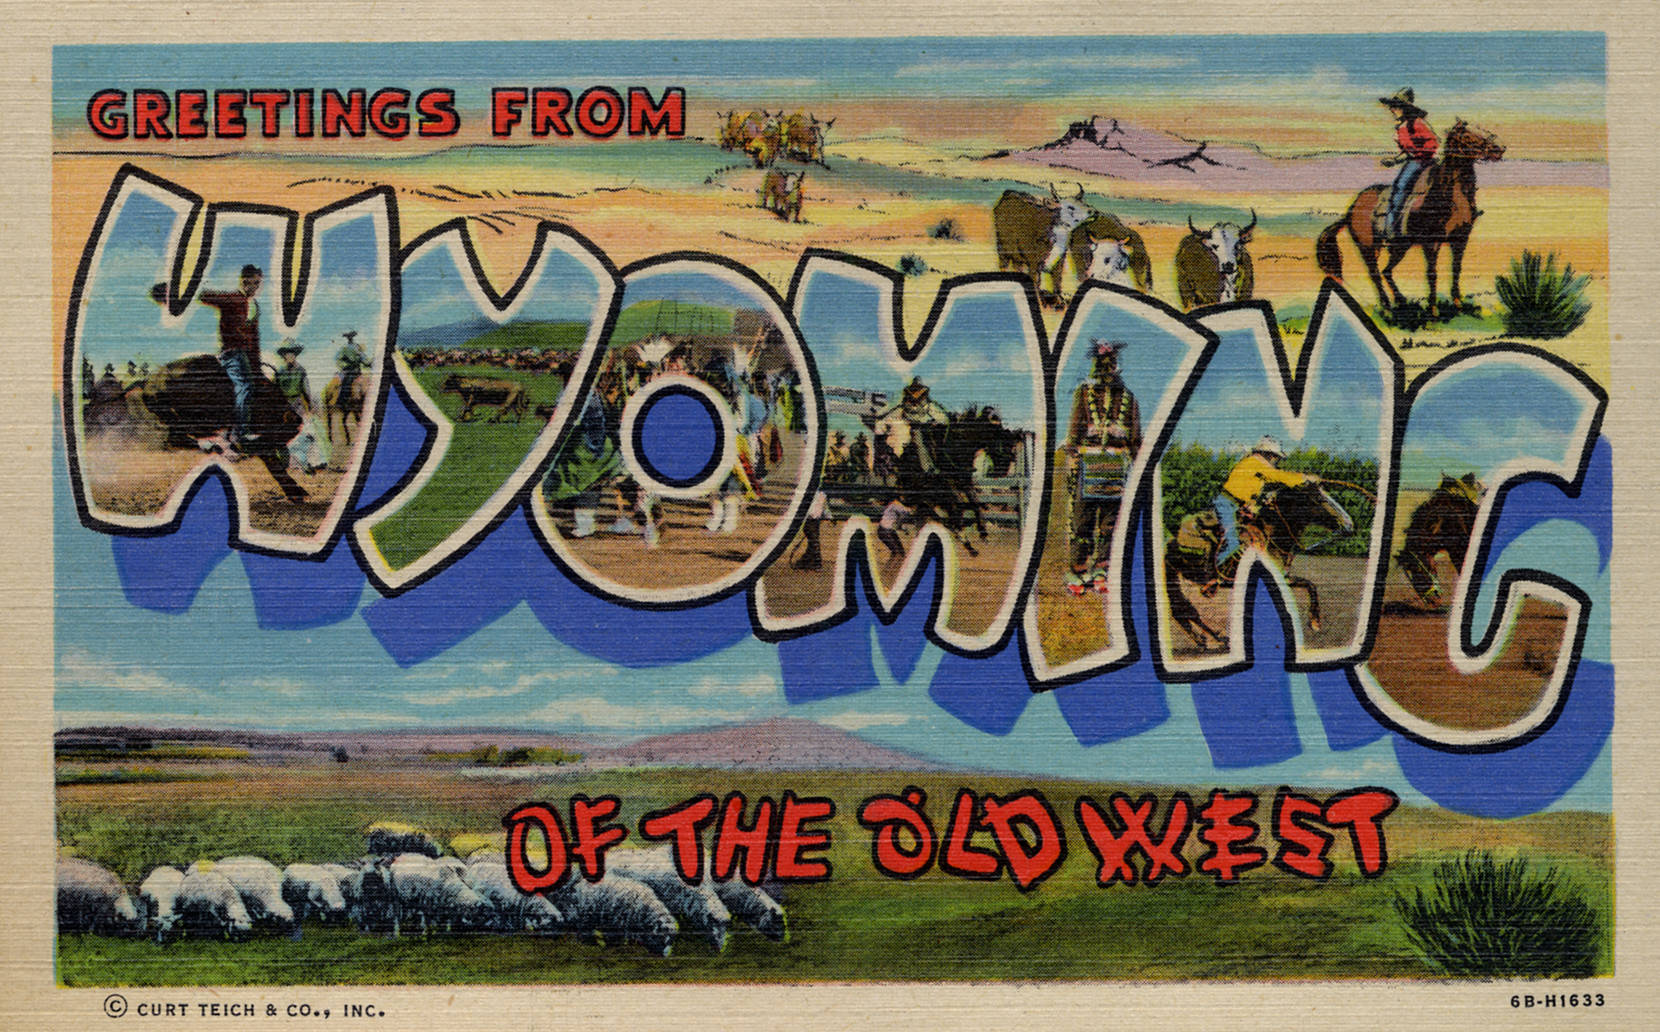 GREETINGS FROM
WYOMING
OF THE OLD WEST
© CURT TEICH & CO., INC.
6B-H1633